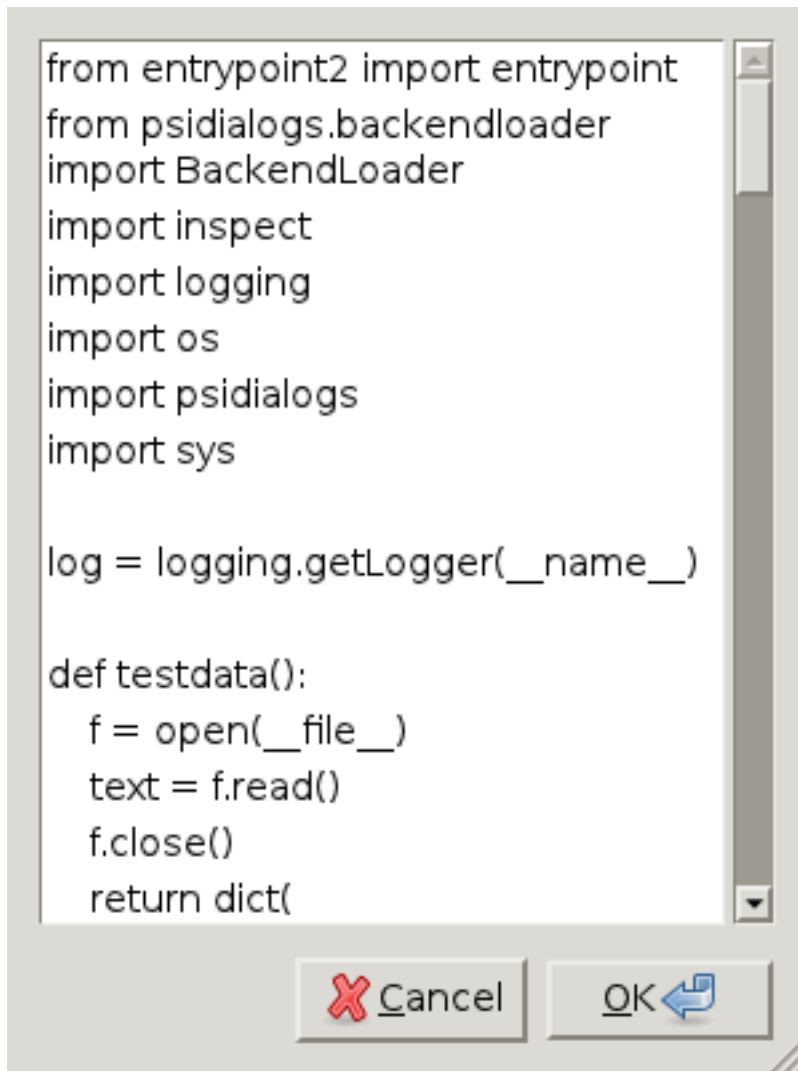 from entrypoint2 import entrypoint
from psidialogs.backendloader
import BackendLoader
import inspect
import logging
import os
import psidialogs
import sys

log = logging.getLogger(__name__)

def testdata():
    f = open(__file__)
    text = f.read()
    f.close()
    return dict(
Cancel OK